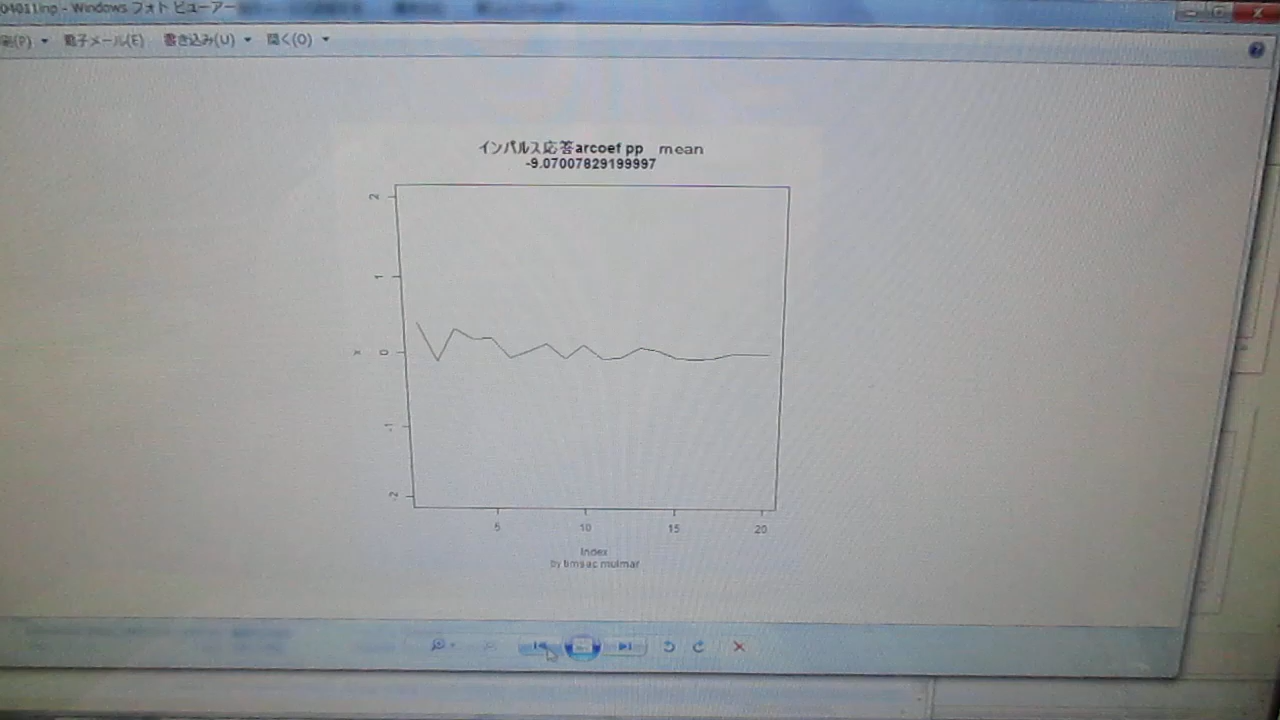 04011inp - Windows フォト ビューアー
刷(P) 電子メール(E) 書き込み(U) 開く(O)
インパルス応答arcoef pp mean
-9.07007829199997
2
1
x 0
-1
-2
5 10 15 20
Index
by timsac mulmar